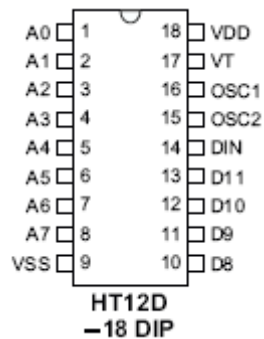 A0 1 18 VDD
A1 2 17 VT
A2 3 16 OSC1
A3 4 15 OSC2
A4 5 14 DIN
A5 6 13 D11
A6 7 12 D10
A7 8 11 D9
VSS 9 10 D8
HT12D
–18 DIP